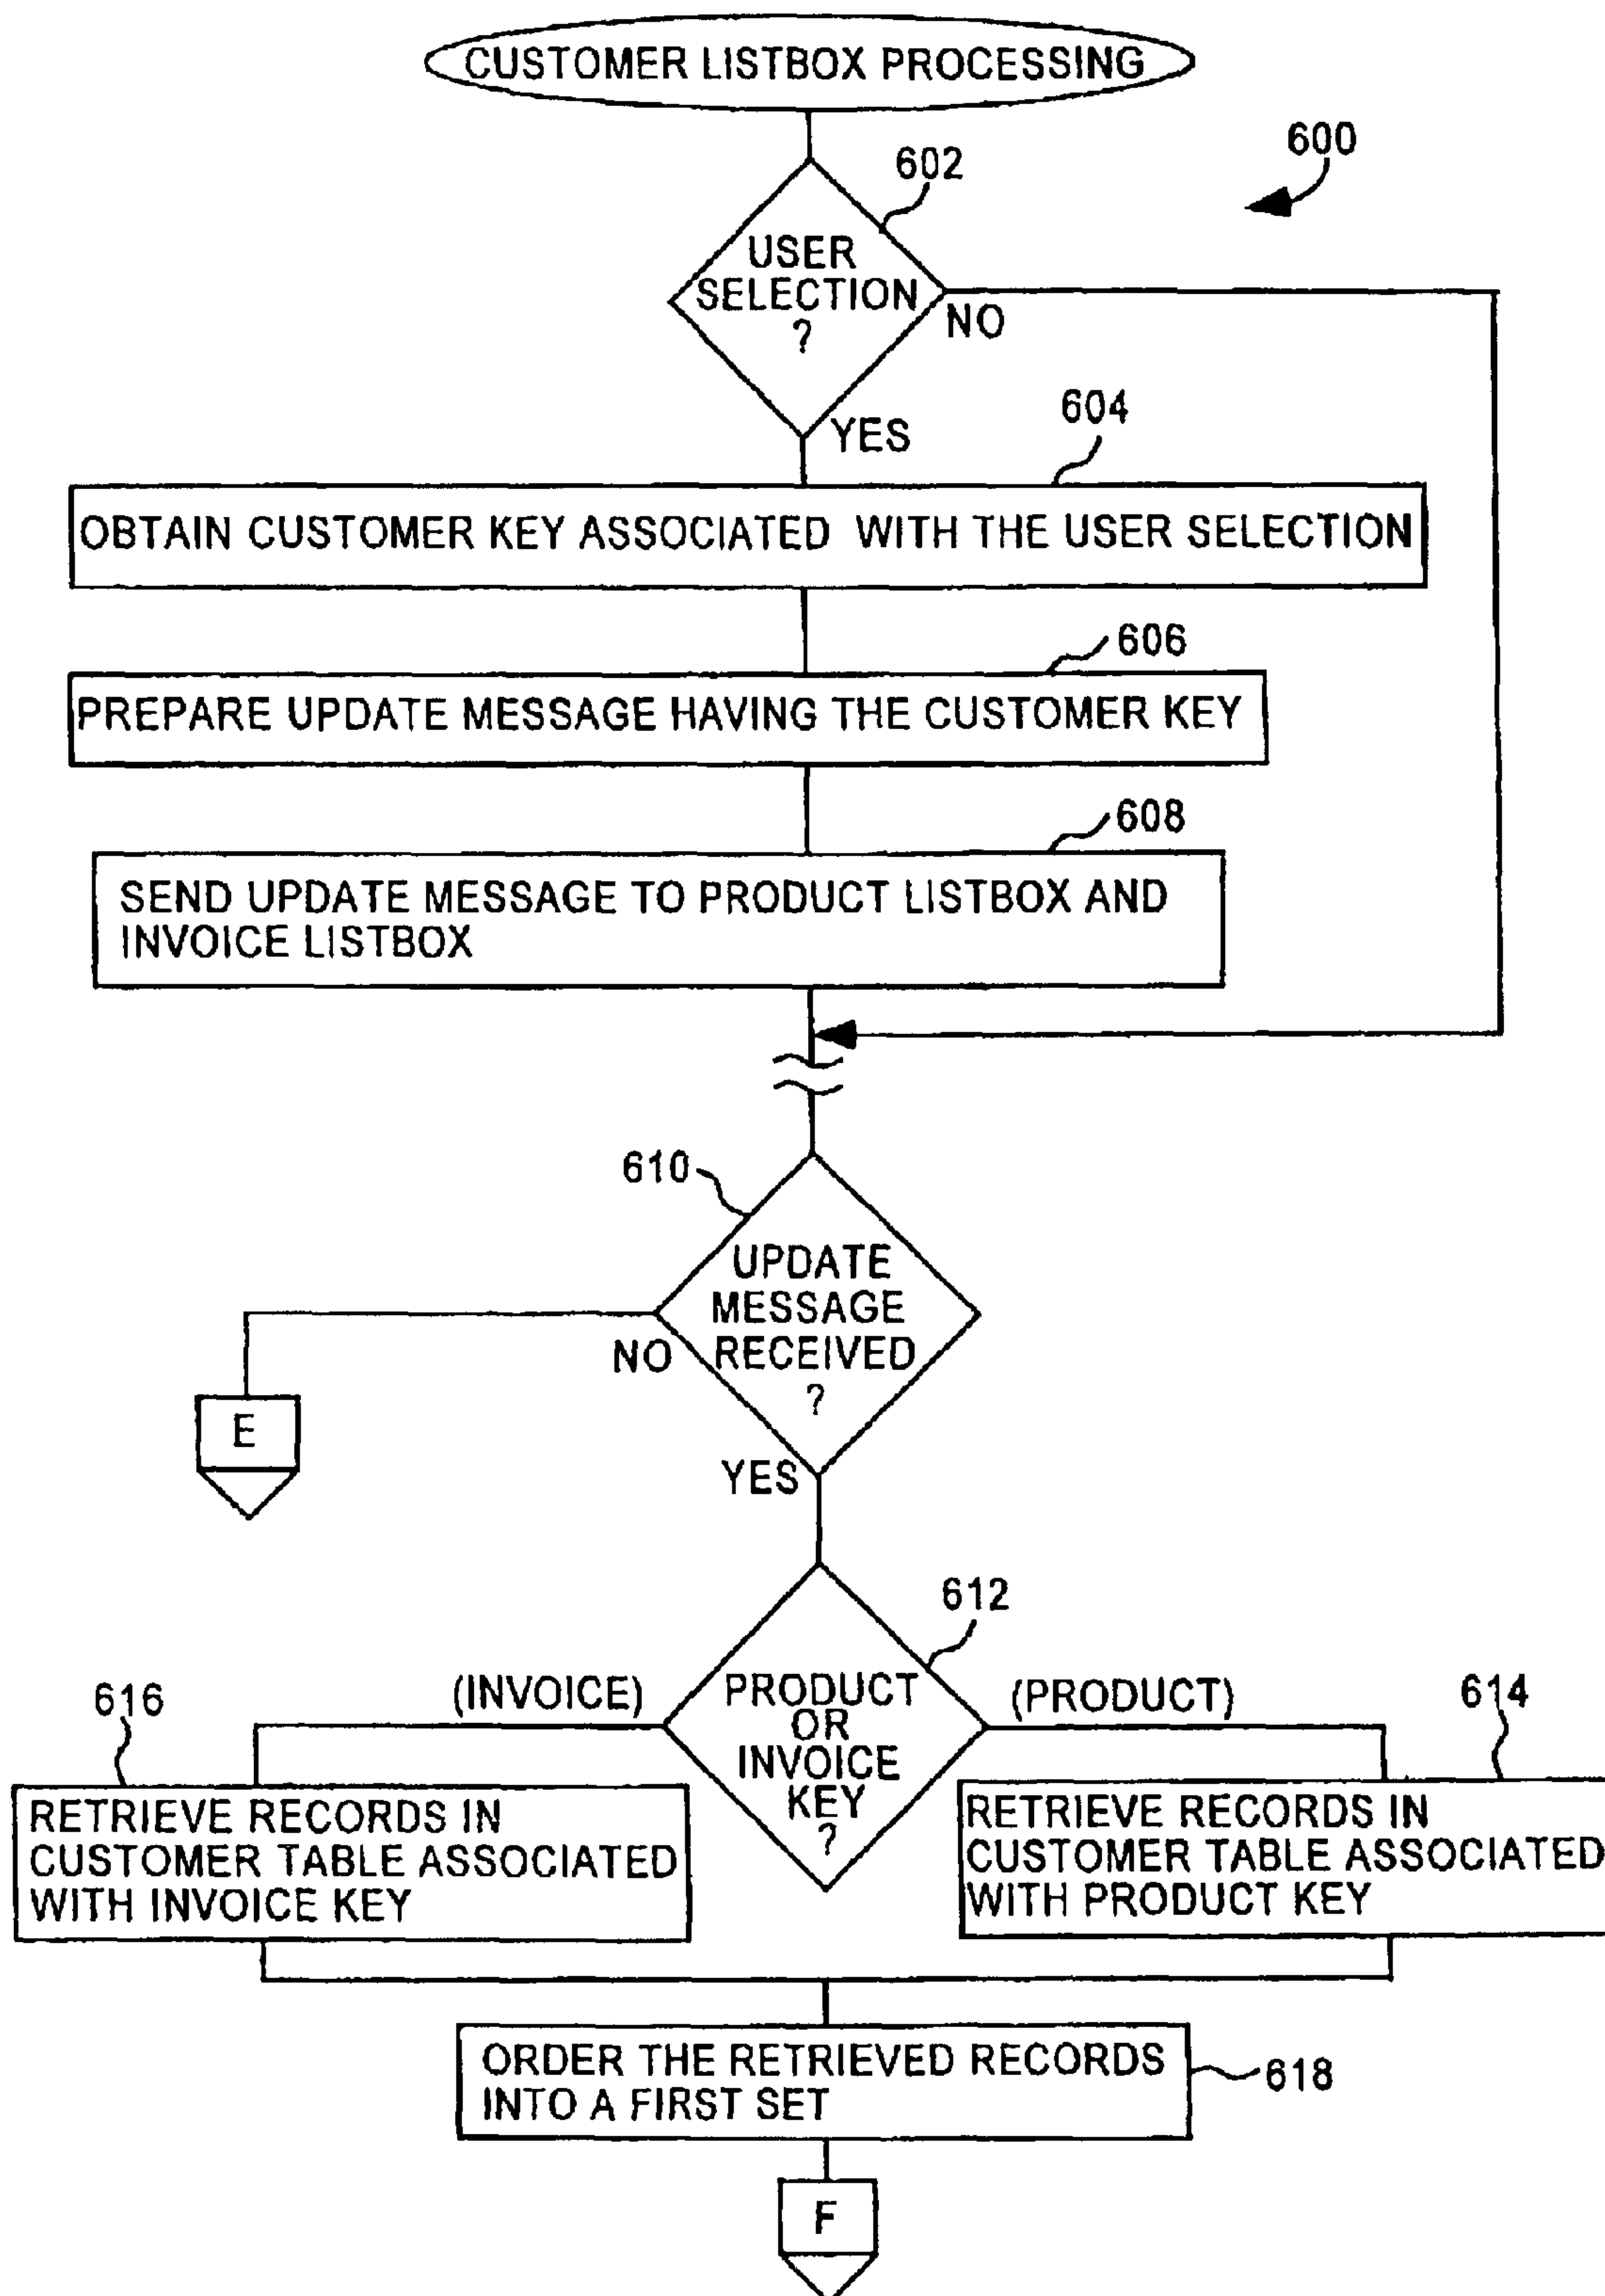 CUSTOMER LISTBOX PROCESSING
600
602
USER
SELECTION
?
NO
YES
604
OBTAIN CUSTOMER KEY ASSOCIATED WITH THE USER SELECTION
606
PREPARE UPDATE MESSAGE HAVING THE CUSTOMER KEY
608
SEND UPDATE MESSAGE TO PRODUCT LISTBOX AND
INVOICE LISTBOX
610
UPDATE
MESSAGE
RECEIVED
?
NO
E
YES
612
PRODUCT
OR
INVOICE
KEY
?
(INVOICE)
(PRODUCT)
616
RETRIEVE RECORDS IN
CUSTOMER TABLE ASSOCIATED
WITH INVOICE KEY
614
RETRIEVE RECORDS IN
CUSTOMER TABLE ASSOCIATED
WITH PRODUCT KEY
ORDER THE RETRIEVED RECORDS
INTO A FIRST SET
618
F